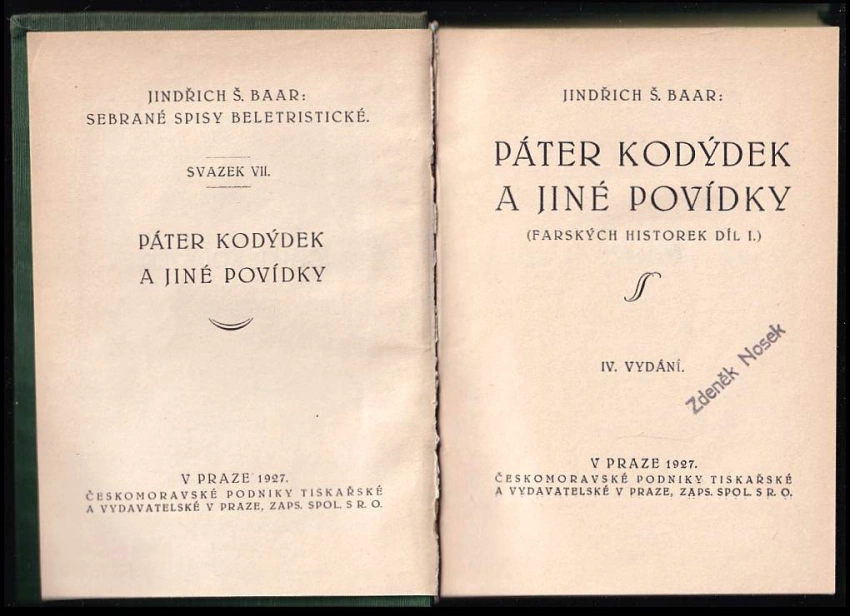 JINDŘICH Š. BAAR:
SEBRANÉ SPISY BELETRISTICKÉ.
SVAZEK VII.
PÁTER KODÝDEK
A JINÉ POVÍDKY
V PRAZE 1927.
ČESKOMORAVSKÉ PODNIKY TISKAŘSKÉ
A VYDAVATELSKÉ V PRAZE, ZAPS. SPOL. S R. O.
JINDŘICH Š. BAAR:
PÁTER KODÝDEK
A JINÉ POVÍDKY
(FARSKÝCH HISTOREK DÍL I.)
IV. VYDÁNÍ.
Zdeněk Nosek
V PRAZE 1927.
ČESKOMORAVSKÉ PODNIKY TISKAŘSKÉ
A VYDAVATELSKÉ V PRAZE, ZAPS. SPOL. S R. O.